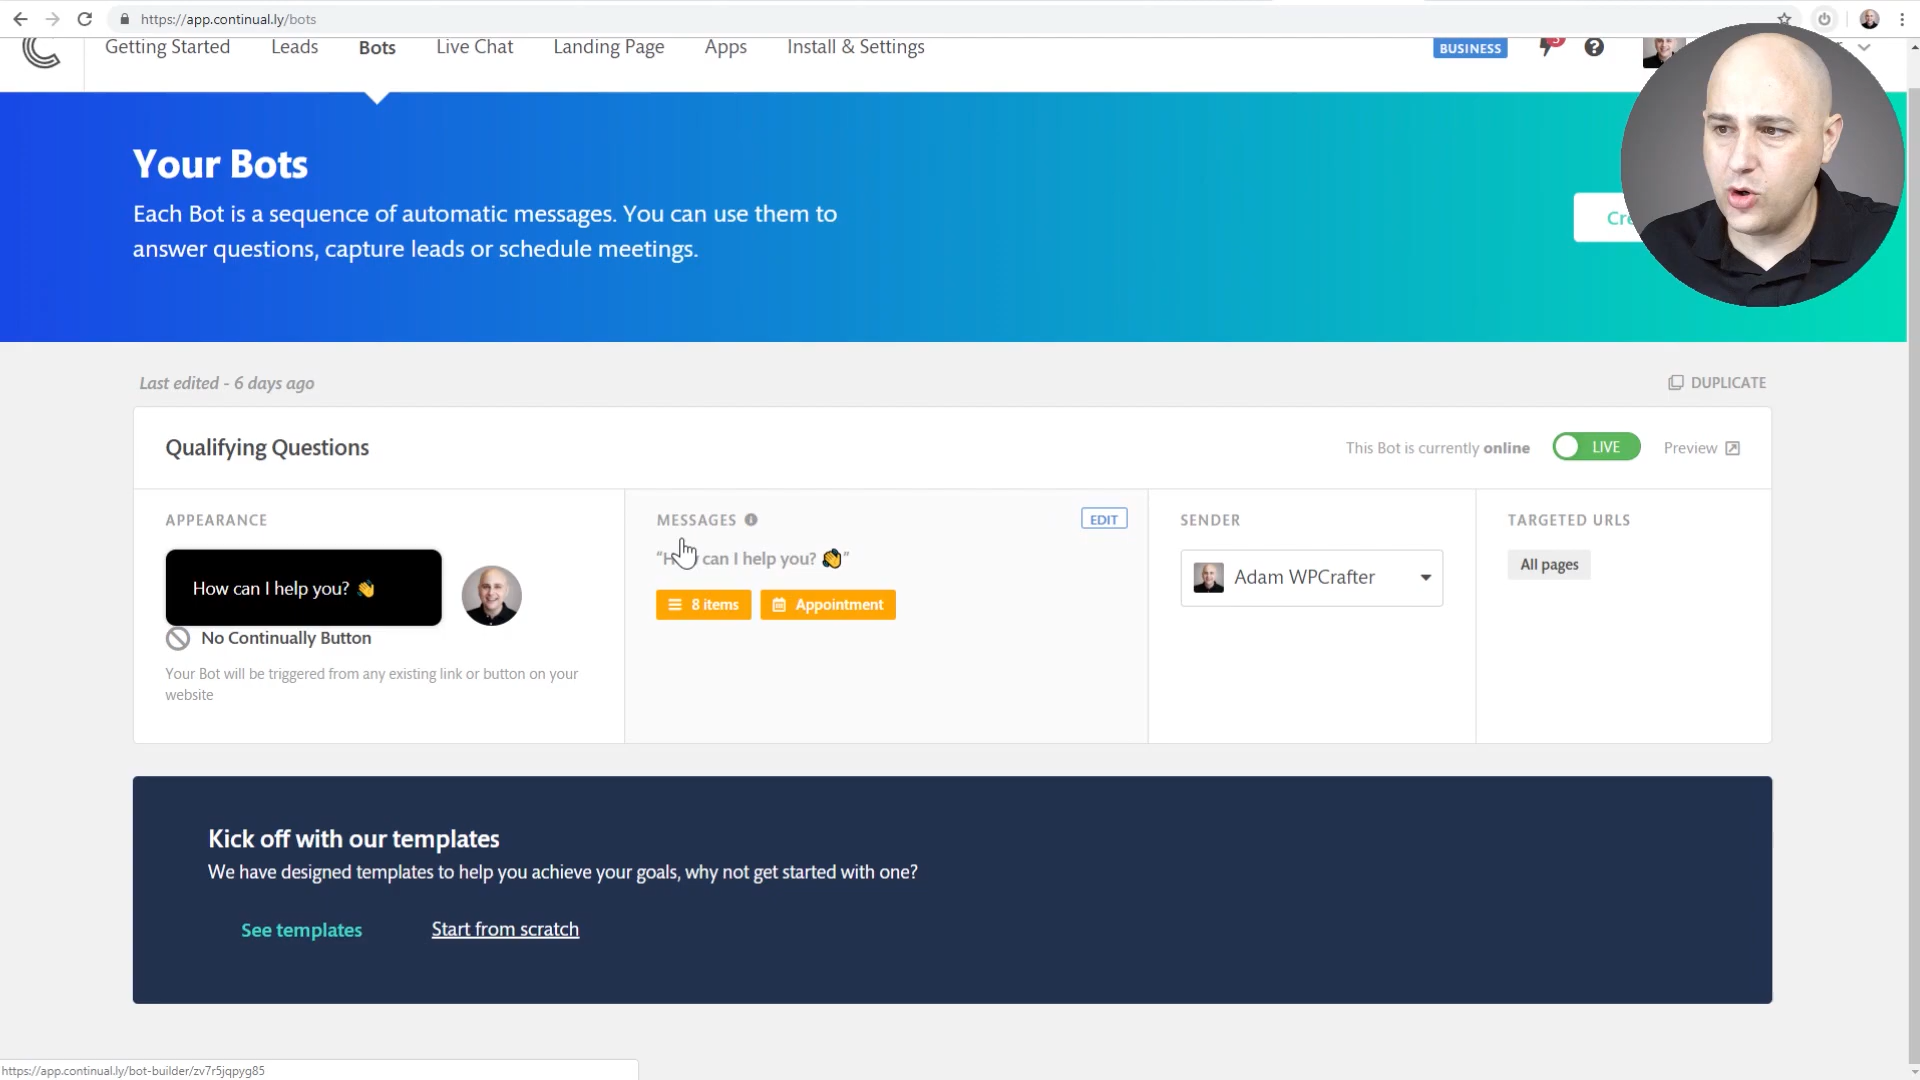 https://app.continual.ly/bots
Getting Started
Leads
Bots
Live Chat
Landing Page
Apps
Install & Settings
BUSINESS
Your Bots
Each Bot is a sequence of automatic messages. You can use them to
answer questions, capture leads or schedule meetings.
Last edited - 6 days ago
DUPLICATE
Qualifying Questions
This Bot is currently online
LIVE
Preview
APPEARANCE
How can I help you? 👋
No Continually Button
Your Bot will be triggered from any existing link or button on your
website
MESSAGES
EDIT
can I help you? 👋"
8 items
Appointment
SENDER
Adam WPCrafter
TARGETED URLS
All pages
Kick off with our templates
We have designed templates to help you achieve your goals, why not get started with one?
See templates
Start from scratch
https://app.continual.ly/bot-builder/zv7r5jqpyg85